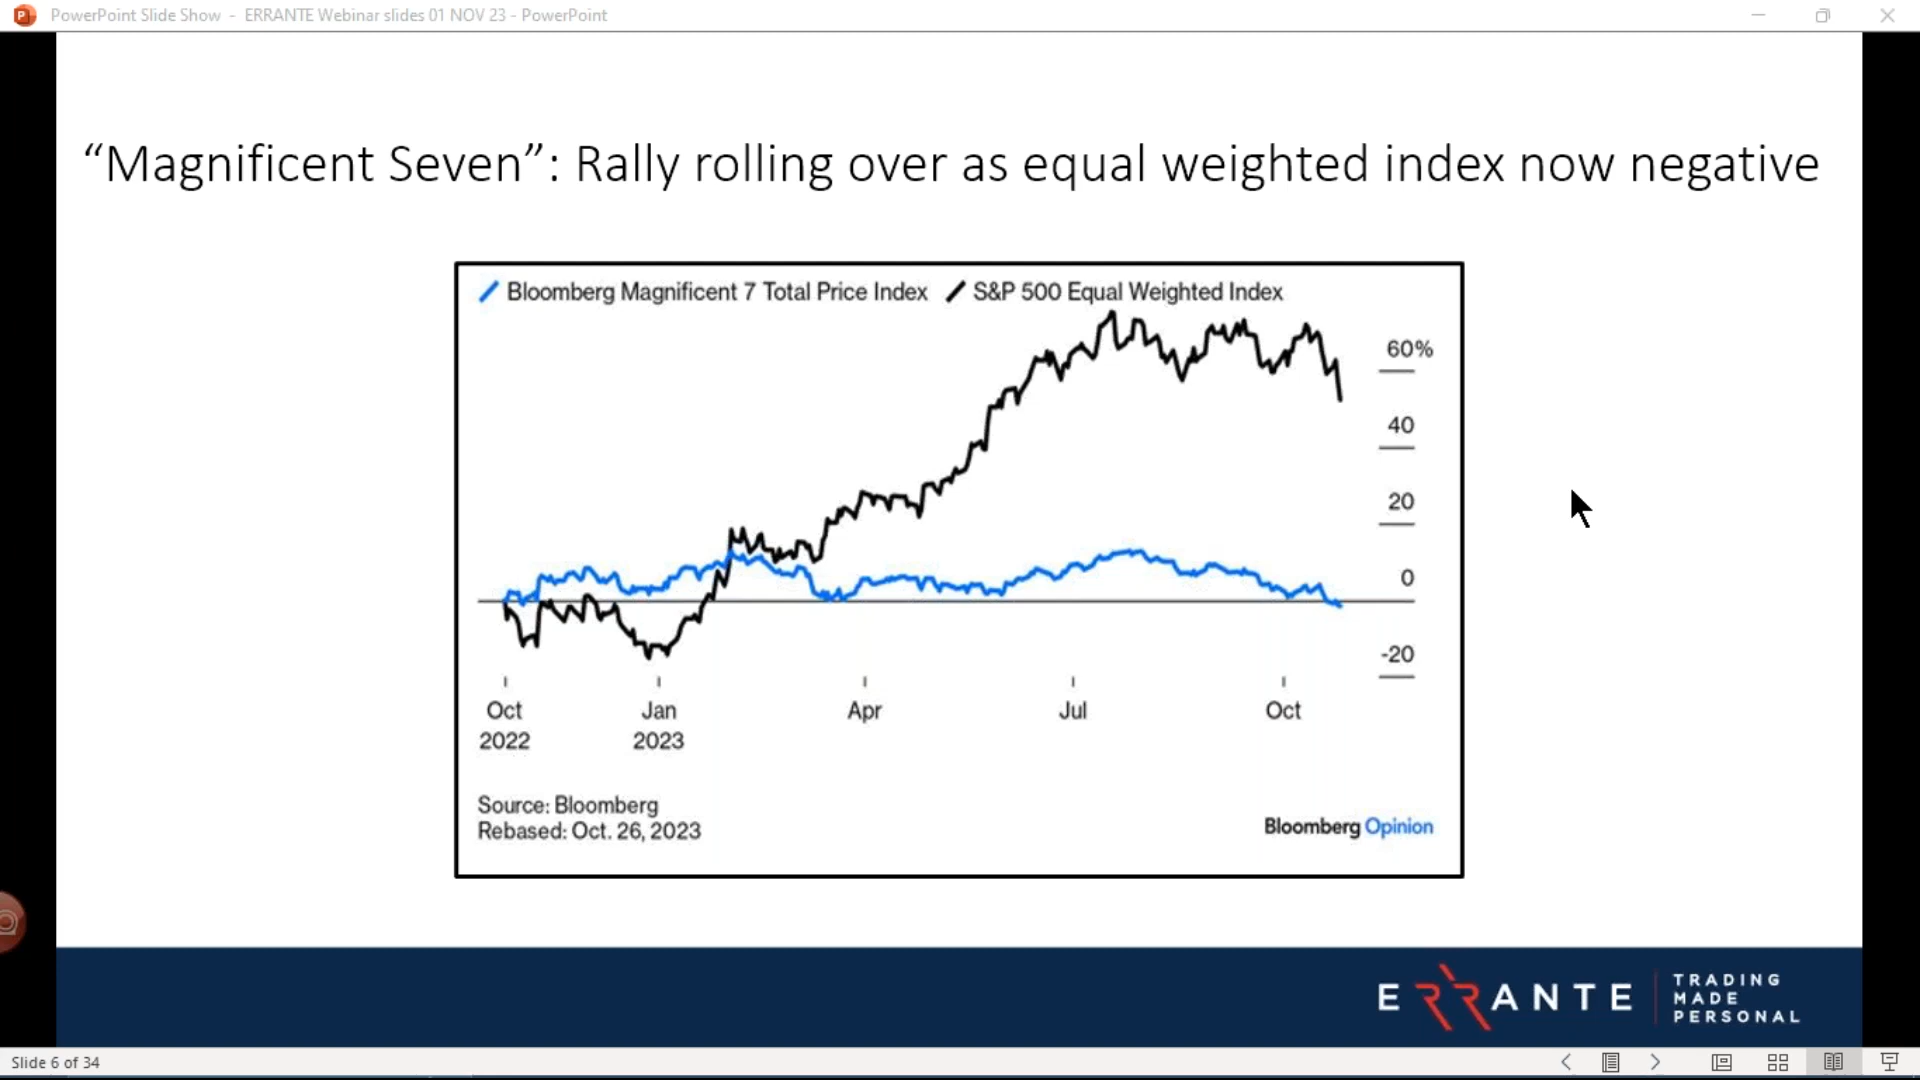 PowerPoint Slide Show - ERRANTE Webinar slides 01 NOV 23 - PowerPoint
“Magnificent Seven”: Rally rolling over as equal weighted index now negative
Bloomberg Magnificent 7 Total Price Index S&P 500 Equal Weighted Index
60%
40
20
0
-20
Oct Jan Apr Jul Oct
2022 2023
Source: Bloomberg
Rebased: Oct. 26, 2023
Bloomberg Opinion
ERRANTE
TRADING
MADE
PERSONAL
Slide 6 of 34